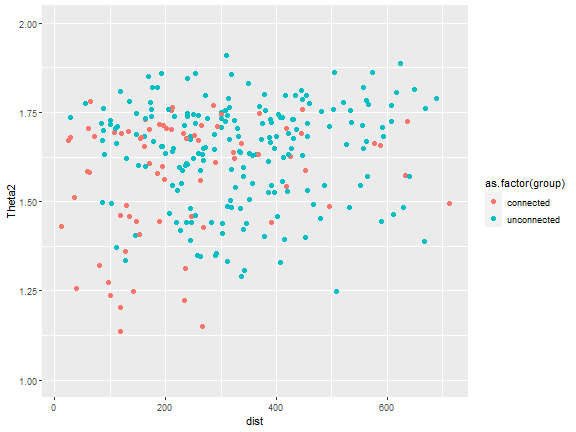 2.00
1.75
1.50
1.25
1.00
Theta2
0
200
400
600
dist
as.factor(group)
connected
unconnected